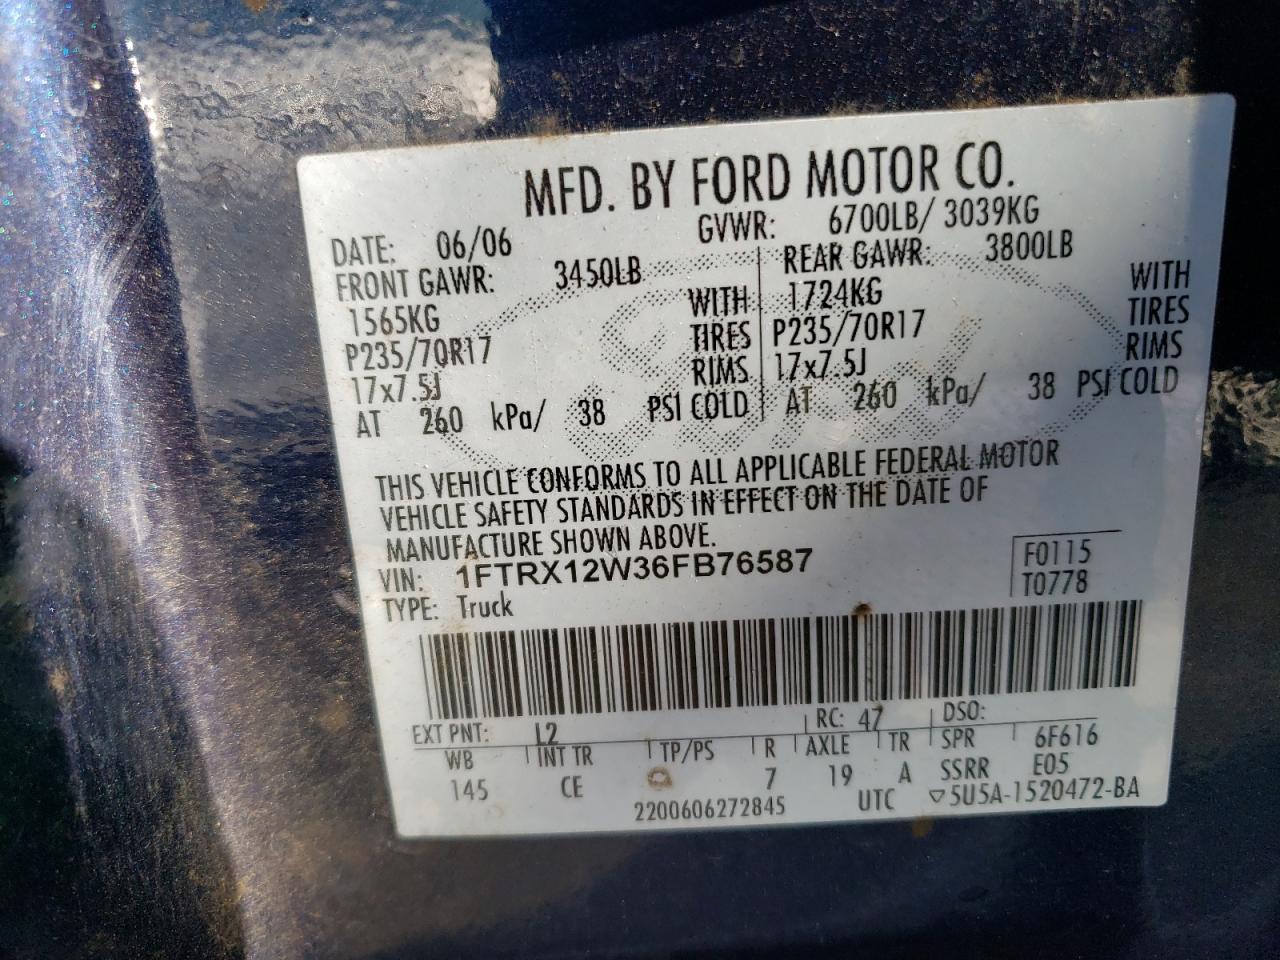 MFD. BY FORD MOTOR CO.
DATE: 06/06 GVWR: 6700LB/ 3039KG
FRONT GAWR: 3450LB REAR GAWR: 3800LB
1565KG WITH 1724KG WITH
P235/70R17 TIRES P235/70R17 TIRES
17x7.5J RIMS 17x7.5J RIMS
AT 260 kPa/ 38 PSI COLD AT 260 kPa/ 38 PSI COLD
THIS VEHICLE CONFORMS TO ALL APPLICABLE FEDERAL MOTOR
VEHICLE SAFETY STANDARDS IN EFFECT ON THE DATE OF
MANUFACTURE SHOWN ABOVE.
VIN: 1FTRX12W36FB76587 F0115
TYPE: Truck T0778
EXT PNT: L2 RC: 47 DSO:
WB INT TR TP/PS R AXLE TR SPR 6F616
145 CE 7 19 A SSRR E05
2200606272845 UTC ▽5U5A-1520472-BA